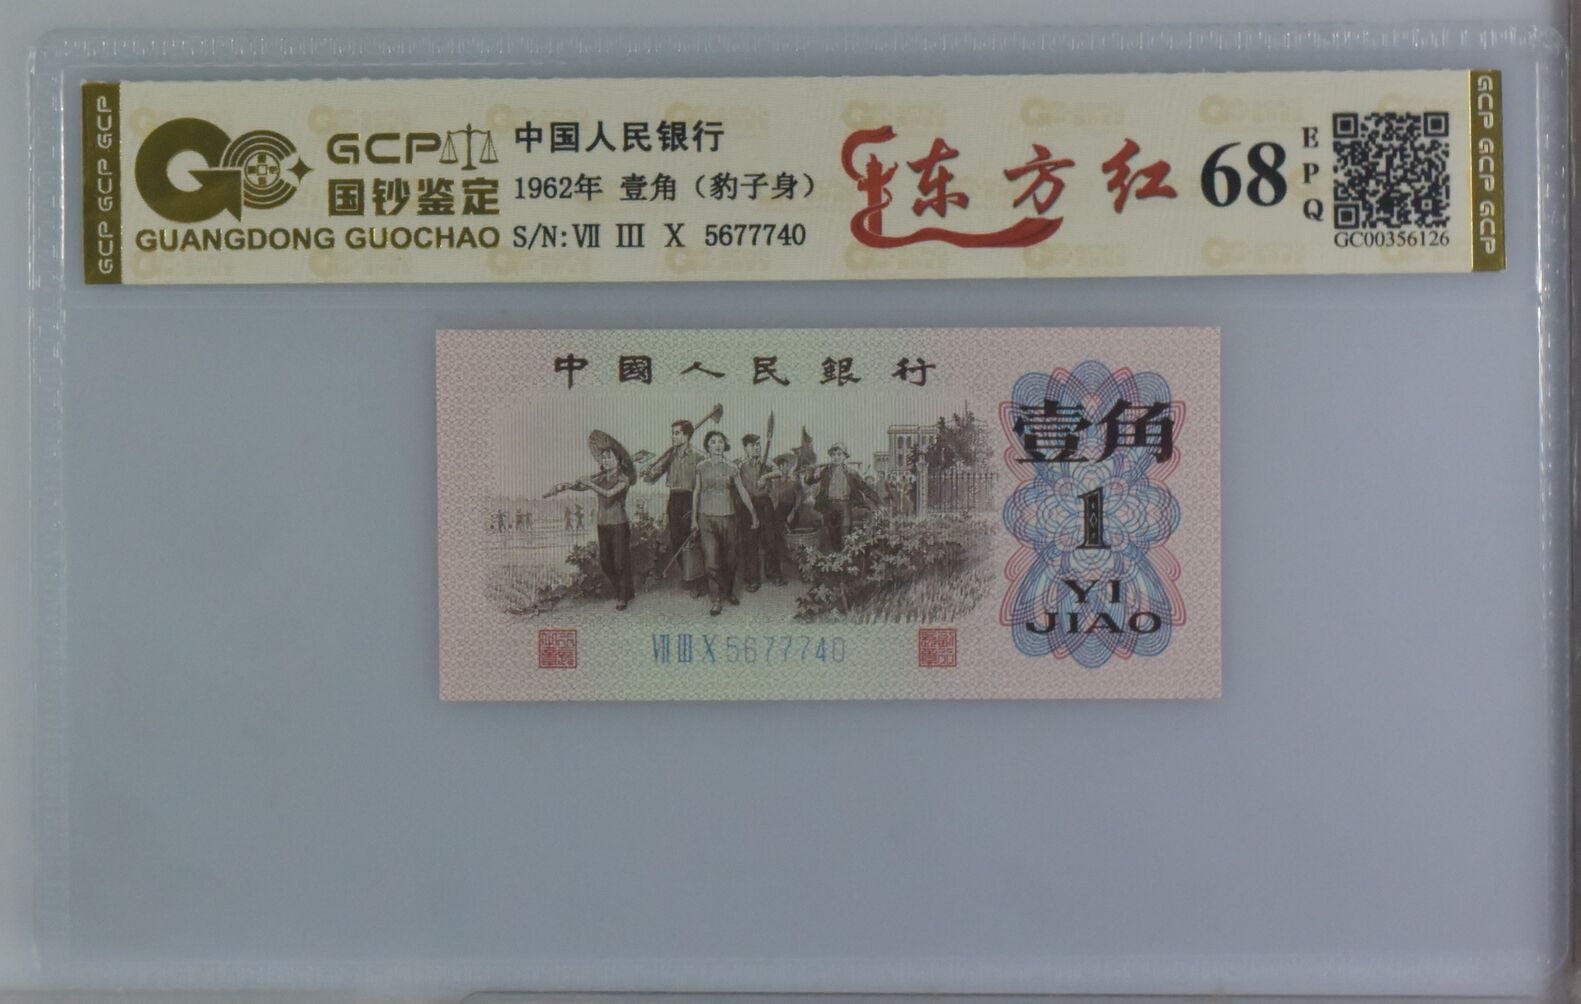 GCP GCP GCP
GCP
国钞鉴定
GUANGDONG GUOCHAO
中国人民银行
1962年 壹角（豹子身）
S/N:Ⅶ Ⅲ Ⅹ 5677740
东方红
68
EPQ
GC00356126
GCP GCP GCP
中國人民銀行
壹角
1
YI
JIAO
Ⅶ Ⅲ Ⅹ 5677740